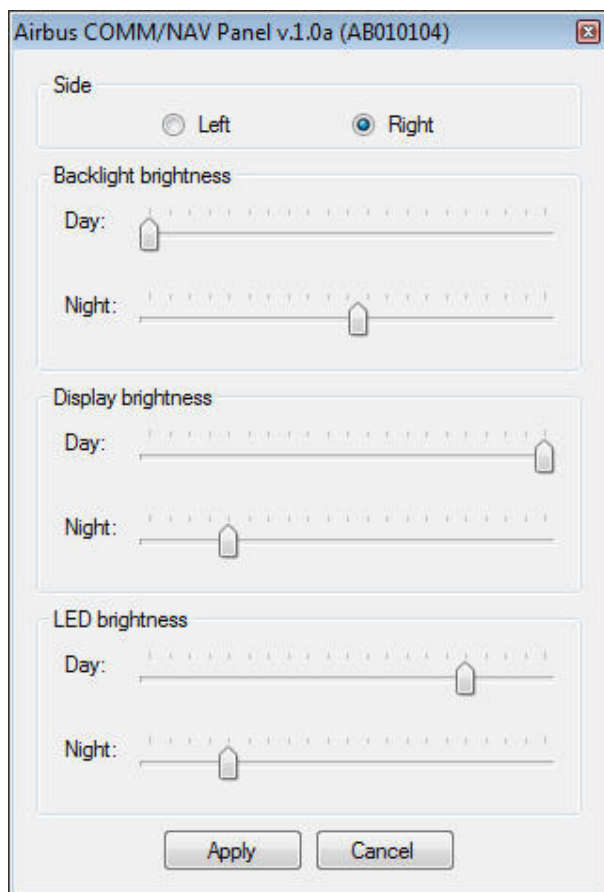 Airbus COMM/NAV Panel v.1.0a (AB010104)
Side
Left Right
Backlight brightness
Day:
Night:
Display brightness
Day:
Night:
LED brightness
Day:
Night:
Apply Cancel